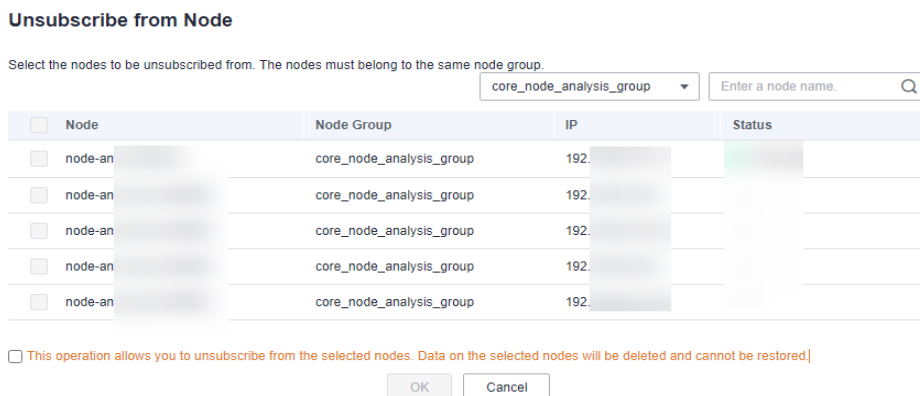 Unsubscribe from Node
Select the nodes to be unsubscribed from. The nodes must belong to the same node group.
core_node_analysis_group Enter a node name.
Node Node Group IP Status
node-an core_node_analysis_group 192.
node-an core_node_analysis_group 192.
node-an core_node_analysis_group 192.
node-an core_node_analysis_group 192.
node-an core_node_analysis_group 192.
This operation allows you to unsubscribe from the selected nodes. Data on the selected nodes will be deleted and cannot be restored.
OK Cancel